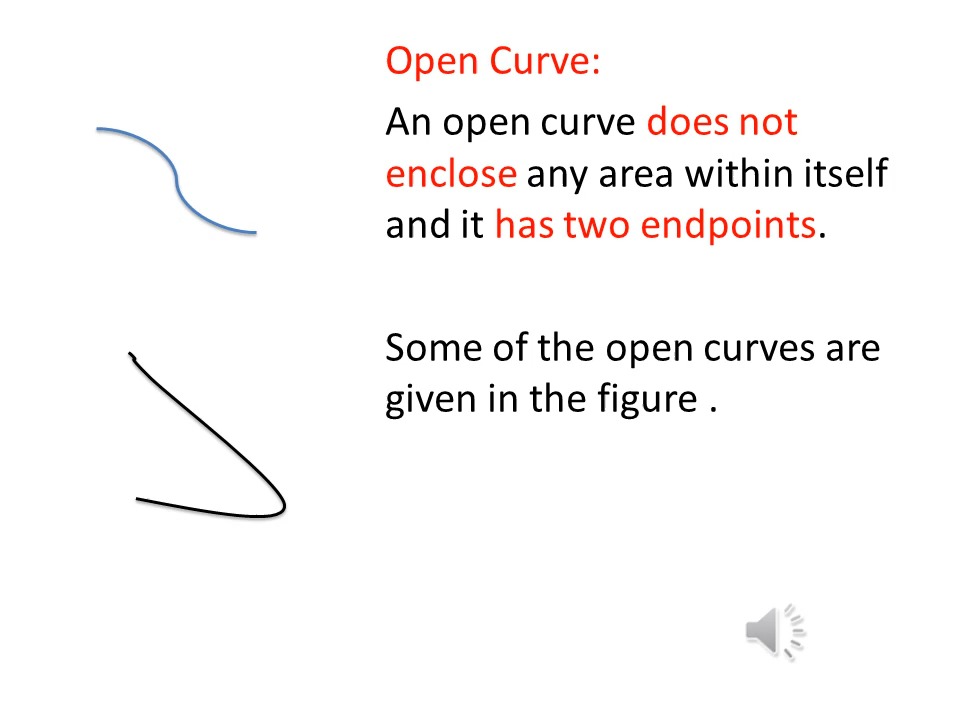 Open Curve:
An open curve does not
enclose any area within itself
and it has two endpoints.
Some of the open curves are
given in the figure .